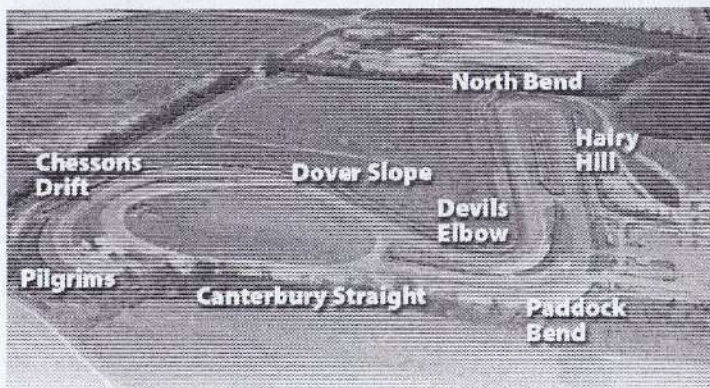 North Bend
Hairy
Hill
Chessons
Drift
Dover Slope
Devils
Elbow
Pilgrims
Canterbury Straight
Paddock
Bend